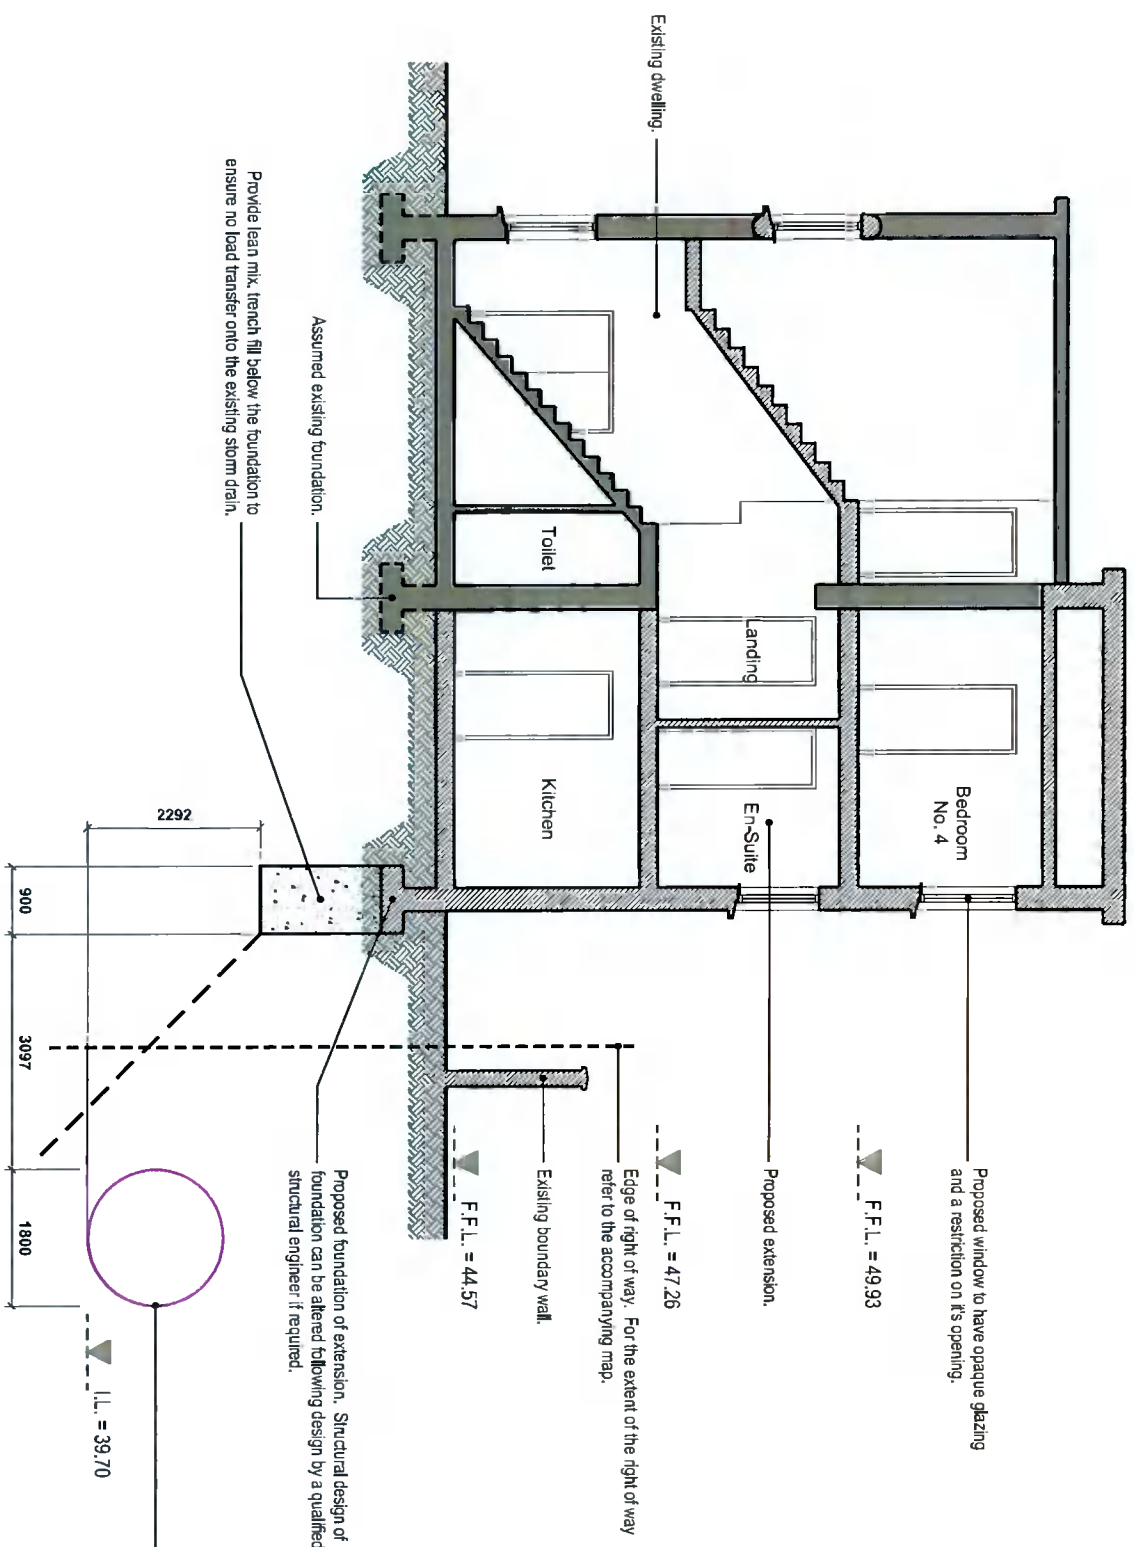 Existing dwelling.
Proposed window to have opaque glazing
and a restriction on it's opening.
F.F.L. = 49.93
Bedroom
No. 4
Proposed extension.
Landing
En-Suite
F.F.L. = 47.26
Edge of right of way. For the extent of the right of way
refer to the accompanying map.
Toilet
Kitchen
Existing boundary wall.
F.F.L. = 44.57
Assumed existing foundation.
Proposed foundation of extension. Structural design of
foundation can be altered following design by a qualified
structural engineer if required.
Provide lean mix, trench fill below the foundation to
ensure no load transfer onto the existing storm drain.
2292
I.L. = 39.70
900
3097
1800